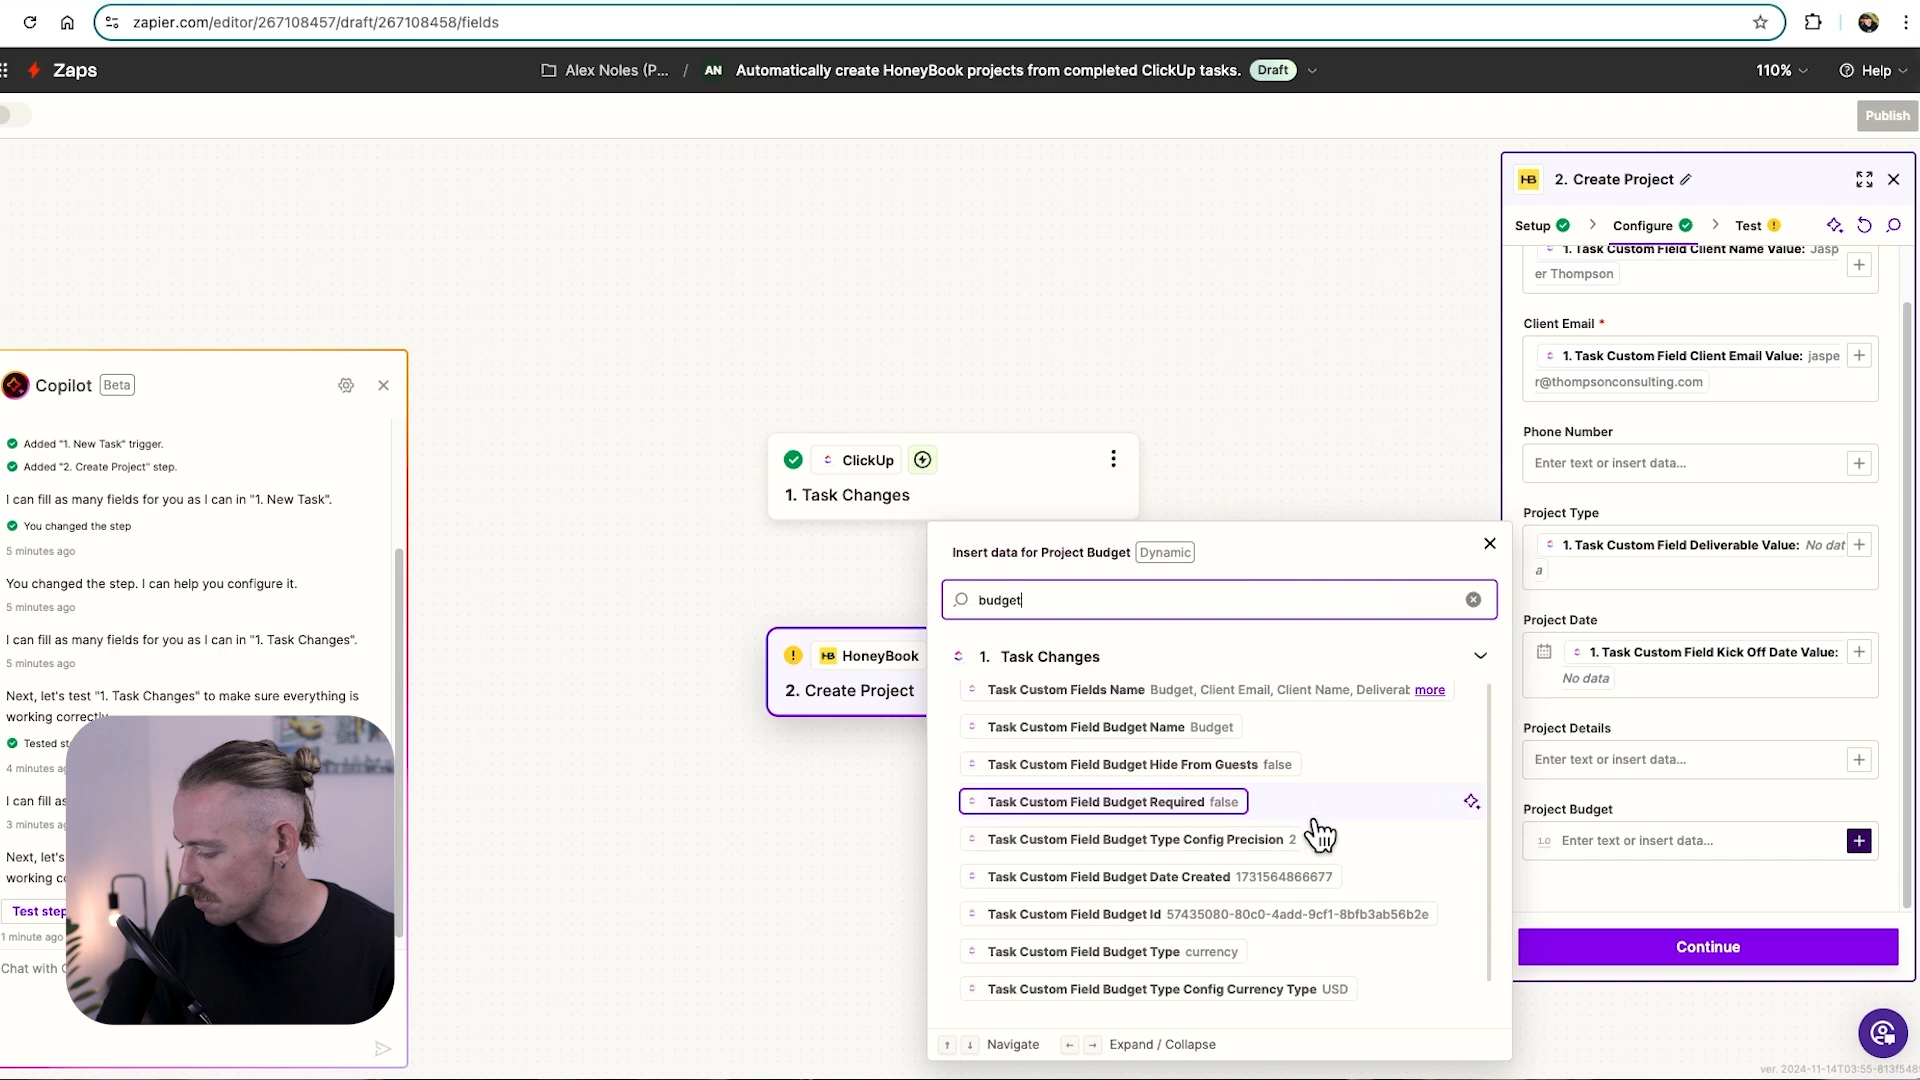 zapier.com/editor/267108457/draft/267108458/fields
Zaps
Alex Noles (P... / AN Automatically create HoneyBook projects from completed ClickUp tasks. Draft
110%
Help
Publish
Copilot Beta
Added "1. New Task" trigger.
Added "2. Create Project" step.
I can fill as many fields for you as I can in "1. New Task".
You changed the step
5 minutes ago
You changed the step. I can help you configure it.
5 minutes ago
I can fill as many fields for you as I can in "1. Task Changes".
5 minutes ago
Next, let's test "1. Task Changes" to make sure everything is
working correctly.
Tested st
4 minutes ag
I can fill as
3 minutes ag
Next, let's
working co
Test step
1 minute ago
Chat with C
ClickUp
1. Task Changes
HB HoneyBook
2. Create Project
Insert data for Project Budget Dynamic
budget
1. Task Changes
Task Custom Fields Name Budget, Client Email, Client Name, Deliverat more
Task Custom Field Budget Name Budget
Task Custom Field Budget Hide From Guests false
Task Custom Field Budget Required false
Task Custom Field Budget Type Config Precision 2
Task Custom Field Budget Date Created 1731564866677
Task Custom Field Budget Id 57435080-80c0-4add-9cf1-8bfb3ab56b2e
Task Custom Field Budget Type currency
Task Custom Field Budget Type Config Currency Type USD
↑ ↓ Navigate ← → Expand / Collapse
HB 2. Create Project
Setup
Configure
Test
1. Task Custom Field Client Name Value: Jasp
er Thompson
Client Email *
1. Task Custom Field Client Email Value: jaspe
r@thompsonconsulting.com
Phone Number
Enter text or insert data...
Project Type
1. Task Custom Field Deliverable Value: No dat
a
Project Date
1. Task Custom Field Kick Off Date Value:
No data
Project Details
Enter text or insert data...
Project Budget
1.0 Enter text or insert data...
Continue
ver. 2024-11-14T03:55-813f548